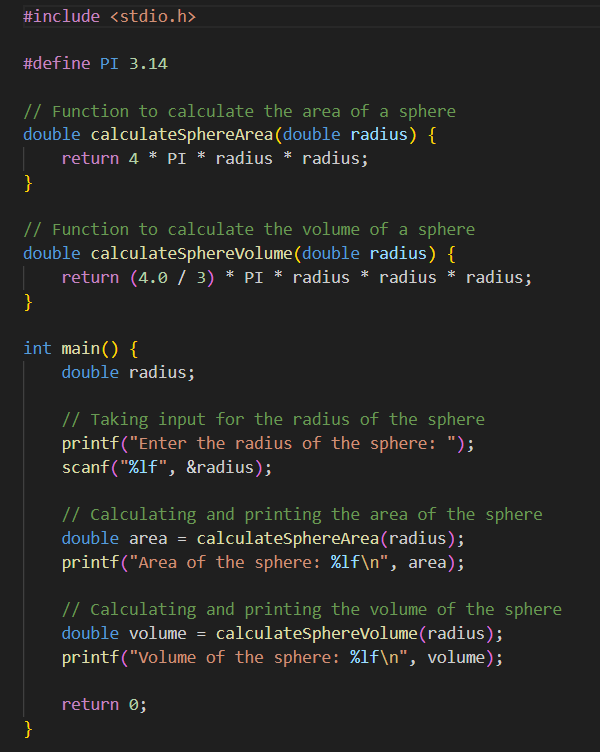 #include <stdio.h>
#define PI 3.14
// Function to calculate the area of a sphere
double calculateSphereArea(double radius) {
    return 4 * PI * radius * radius;
}
// Function to calculate the volume of a sphere
double calculateSphereVolume(double radius) {
    return (4.0 / 3) * PI * radius * radius * radius;
}
int main() {
    double radius;
    // Taking input for the radius of the sphere
    printf("Enter the radius of the sphere: ");
    scanf("%lf", &radius);
    // Calculating and printing the area of the sphere
    double area = calculateSphereArea(radius);
    printf("Area of the sphere: %lf\n", area);
    // Calculating and printing the volume of the sphere
    double volume = calculateSphereVolume(radius);
    printf("Volume of the sphere: %lf\n", volume);
    return 0;
}